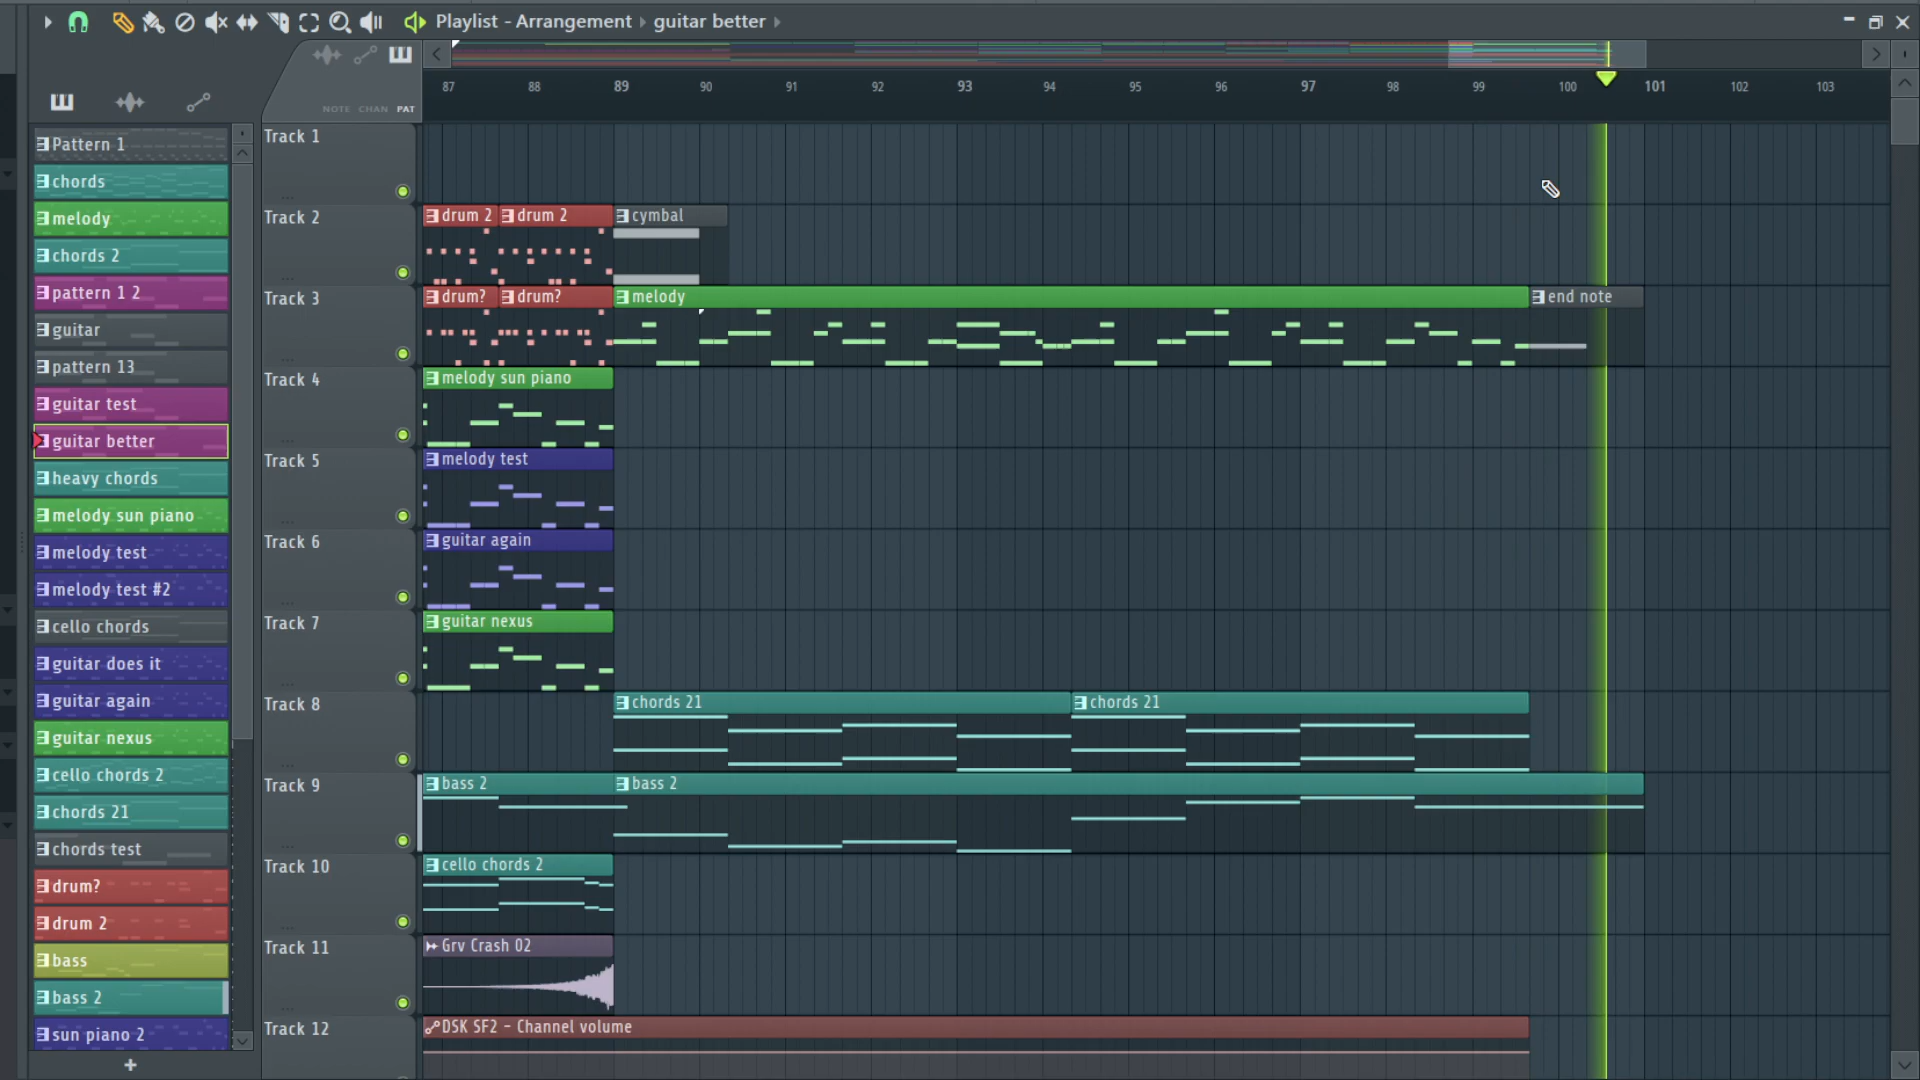 Playlist - Arrangement › guitar better ›
NOTE CHAN PAT
87 88 89 90 91 92 93 94 95 96 97 98 99 100 101 102 103
Pattern 1
chords
melody
chords 2
pattern 1 2
guitar
pattern 13
guitar test
guitar better
heavy chords
melody sun piano
melody test
melody test #2
cello chords
guitar does it
guitar again
guitar nexus
cello chords 2
chords 21
chords test
drum?
drum 2
bass
bass 2
sun piano 2
+
Track 1
Track 2
drum 2 drum 2 cymbal
Track 3
drum? drum? melody end note
Track 4
melody sun piano
Track 5
melody test
Track 6
guitar again
Track 7
guitar nexus
Track 8
chords 21 chords 21
Track 9
bass 2 bass 2
Track 10
cello chords 2
Track 11
Grv Crash 02
Track 12
DSK SF2 - Channel volume